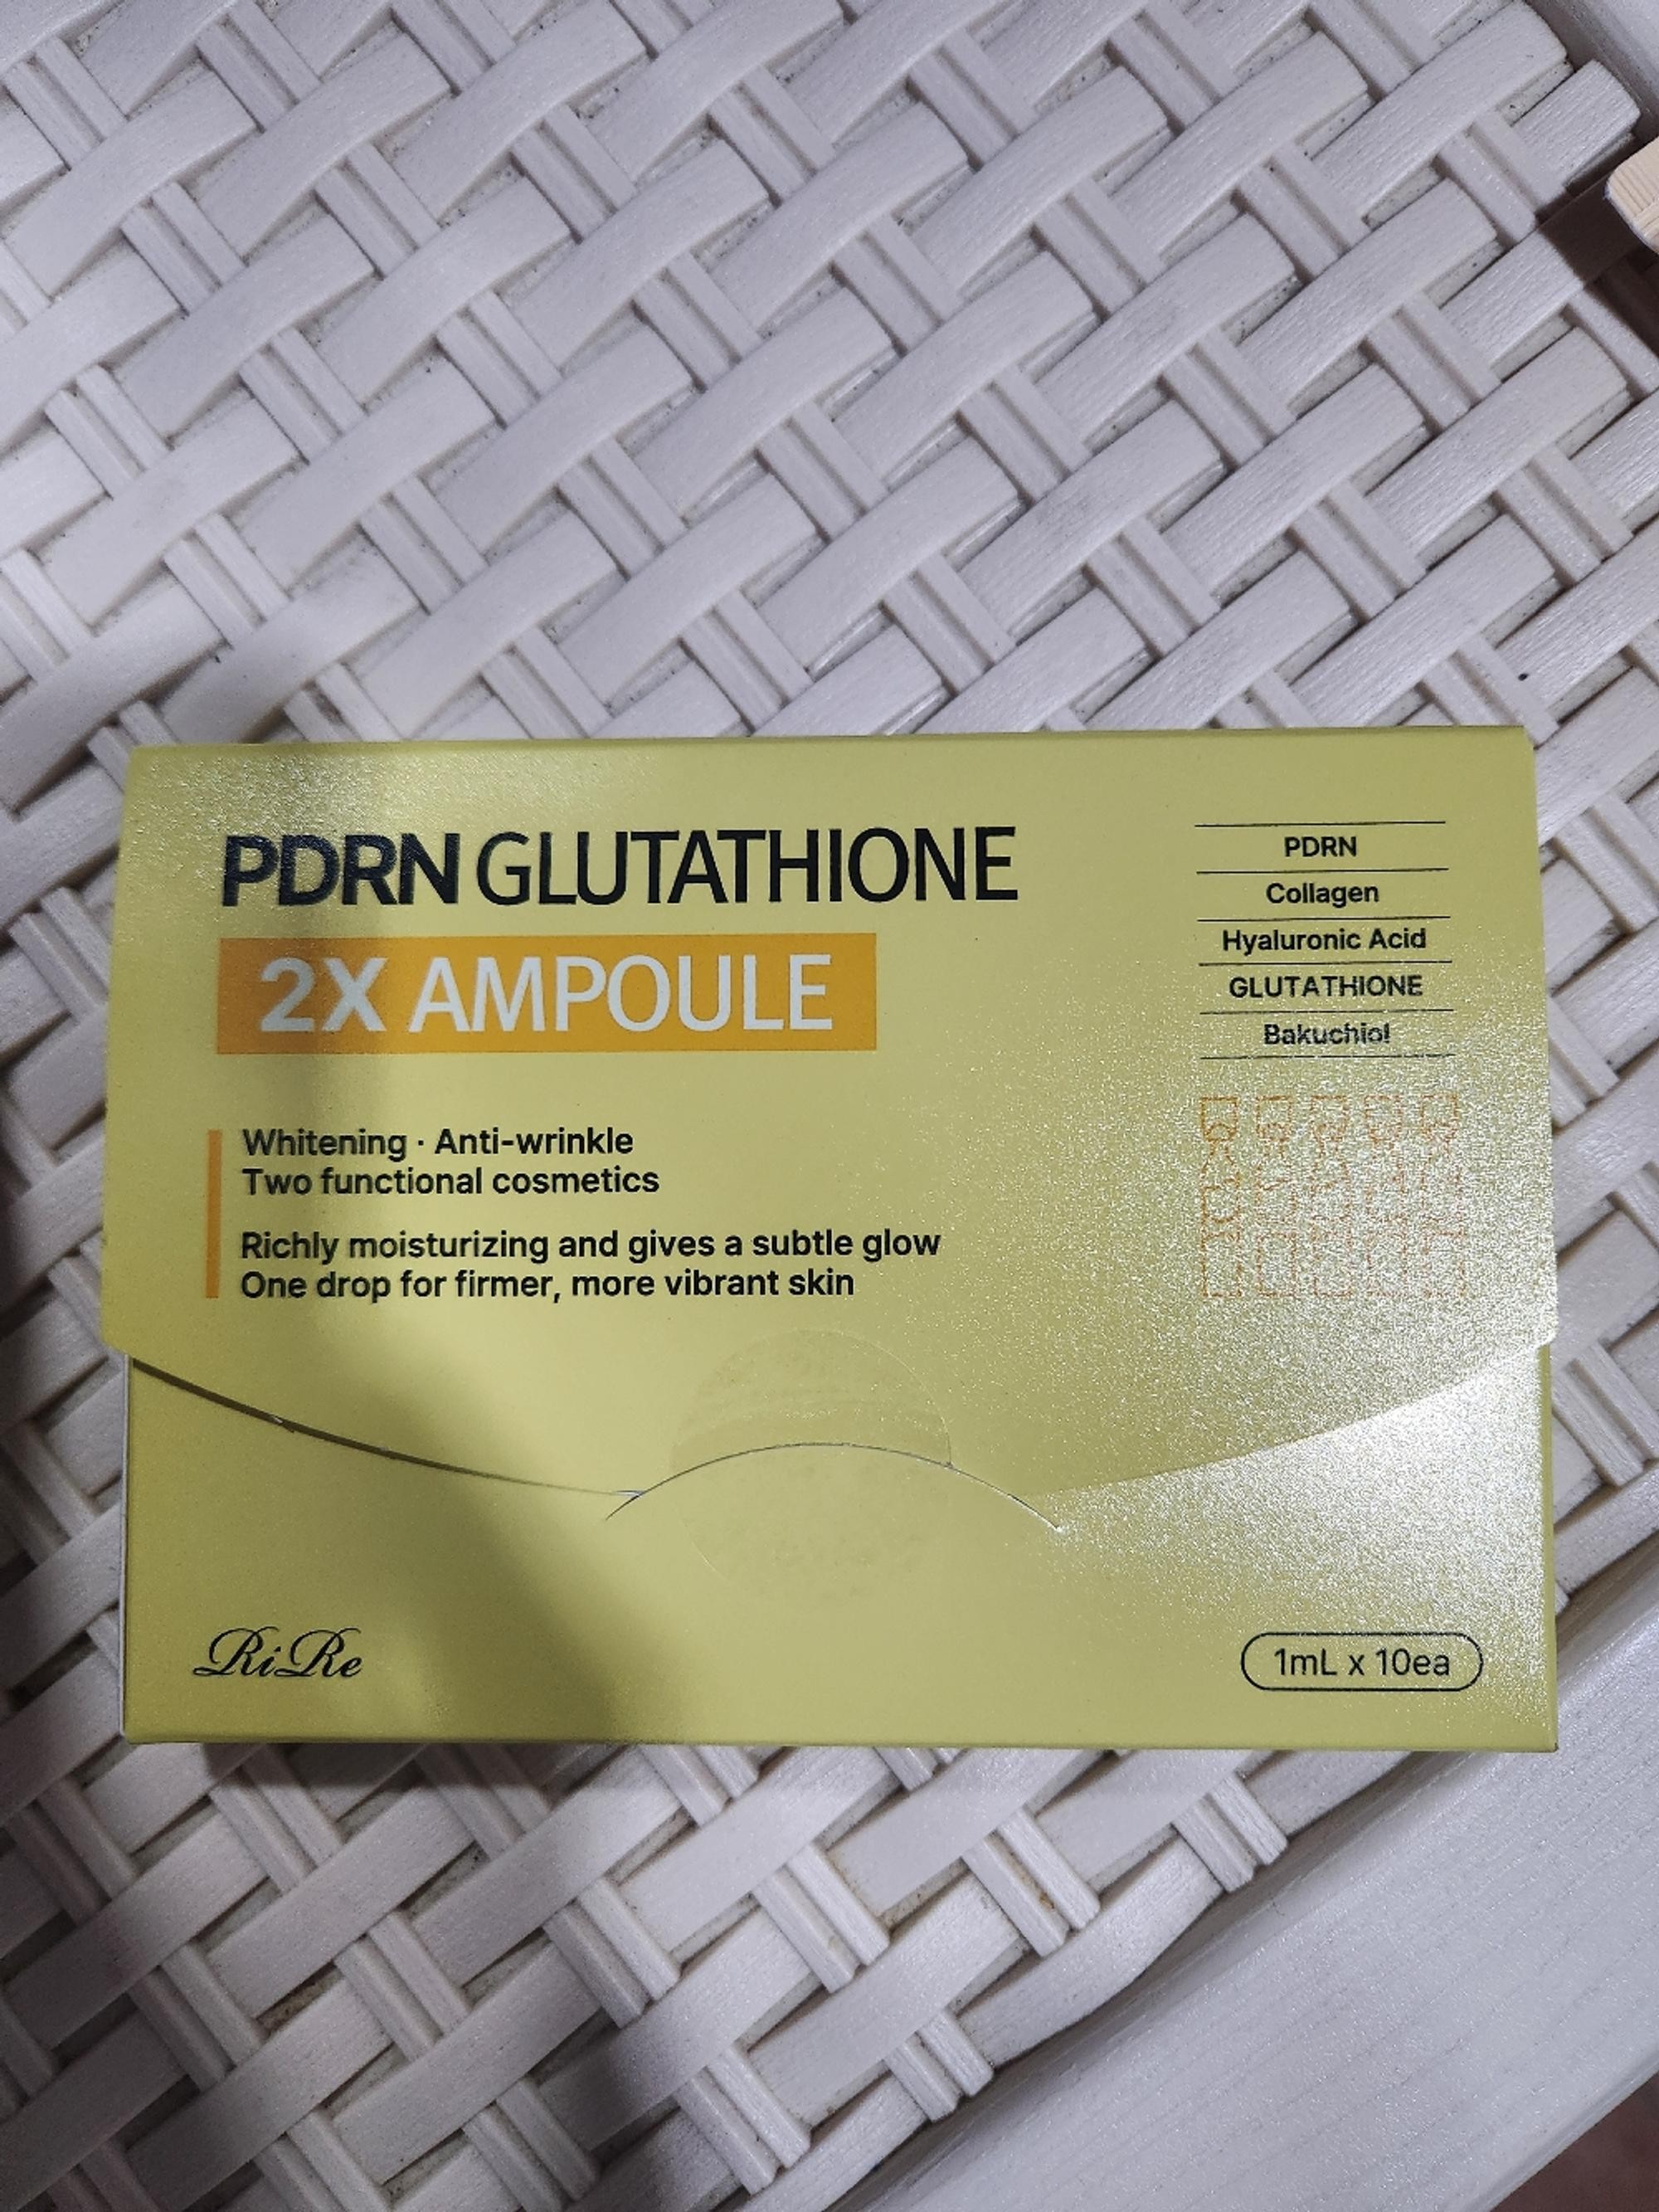 PDRN GLUTATHIONE
2X AMPOULE
Whitening · Anti-wrinkle
Two functional cosmetics
Richly moisturizing and gives a subtle glow
One drop for firmer, more vibrant skin
PDRN
Collagen
Hyaluronic Acid
GLUTATHIONE
Bakuchiol
RiRe
1mL x 10ea